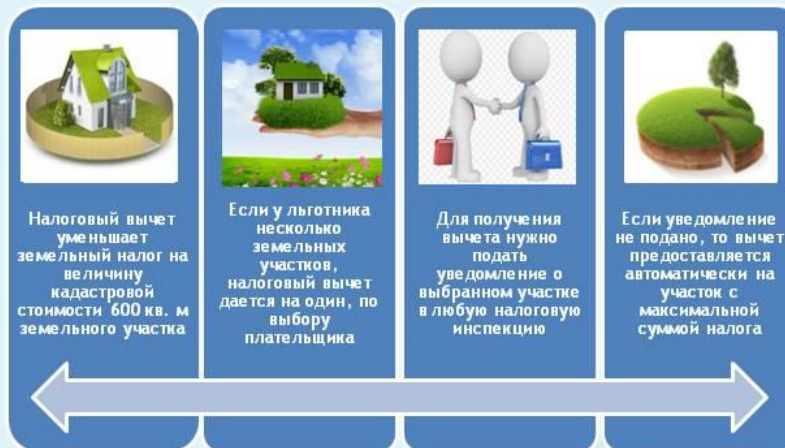 Налоговый вычет
уменьшает
земельный налог на
величину
кадастровой
стоимости 600 кв. м
земельного участка
Если у льготника
несколько
земельных
участков,
налоговый вычет
дается на один, по
выбору
плательщика
Для получения
вычета нужно
подать
уведомление о
выбранном участке
в любую налоговую
инспекцию
Если уведомление
не подано, то вычет
предоставляется
автоматически на
участок с
максимальной
суммой налога